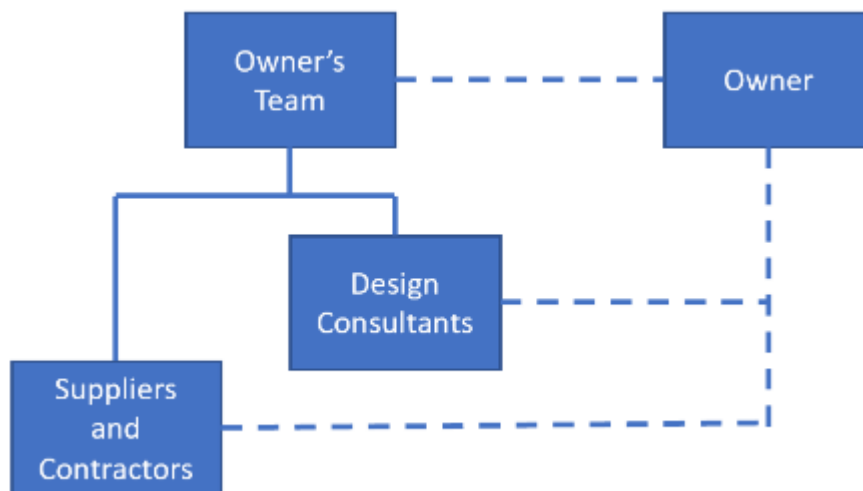 Owner’s
Team
Owner
Design
Consultants
Suppliers
and
Contractors